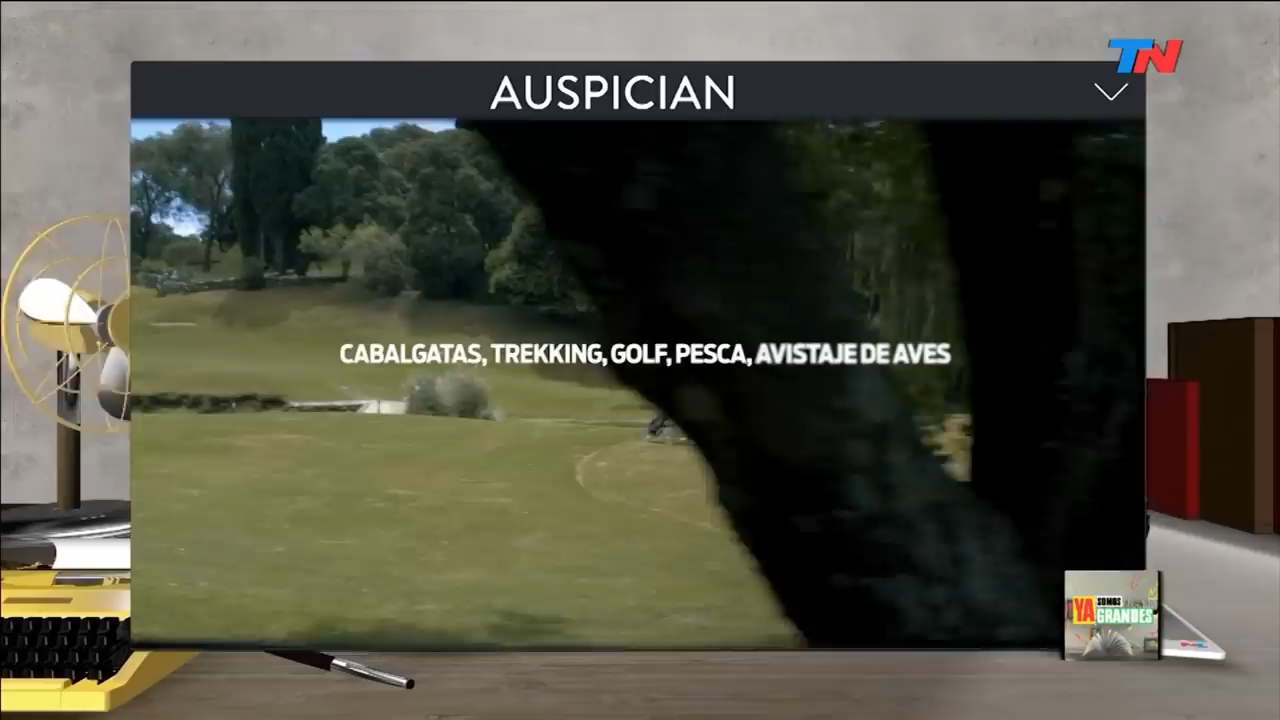 TN
AUSPICIAN
CABALGATAS, TREKKING, GOLF, PESCA, AVISTAJE DE AVES
YA SOMOS
GRANDES